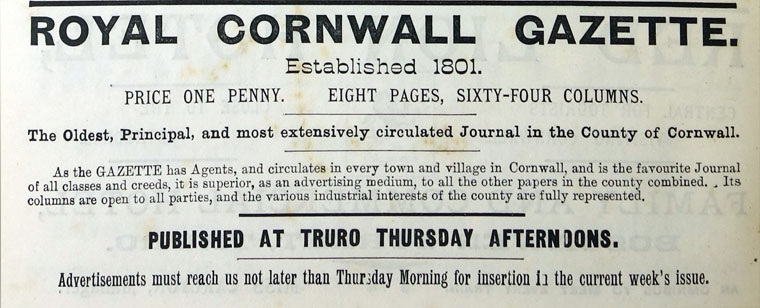 ROYAL CORNWALL GAZETTE.
Established 1801.
PRICE ONE PENNY. EIGHT PAGES, SIXTY-FOUR COLUMNS.
The Oldest, Principal, and most extensively circulated Journal in the County of Cornwall.
As the GAZETTE has Agents, and circulates in every town and village in Cornwall, and is the favourite Journal
of all classes and creeds, it is superior, as an advertising medium, to all the other papers in the county combined. Its
columns are open to all parties, and the various industrial interests of the county are fully represented.
PUBLISHED AT TRURO THURSDAY AFTERNOONS.
Advertisements must reach us not later than Thursday Morning for insertion in the current week's issue.